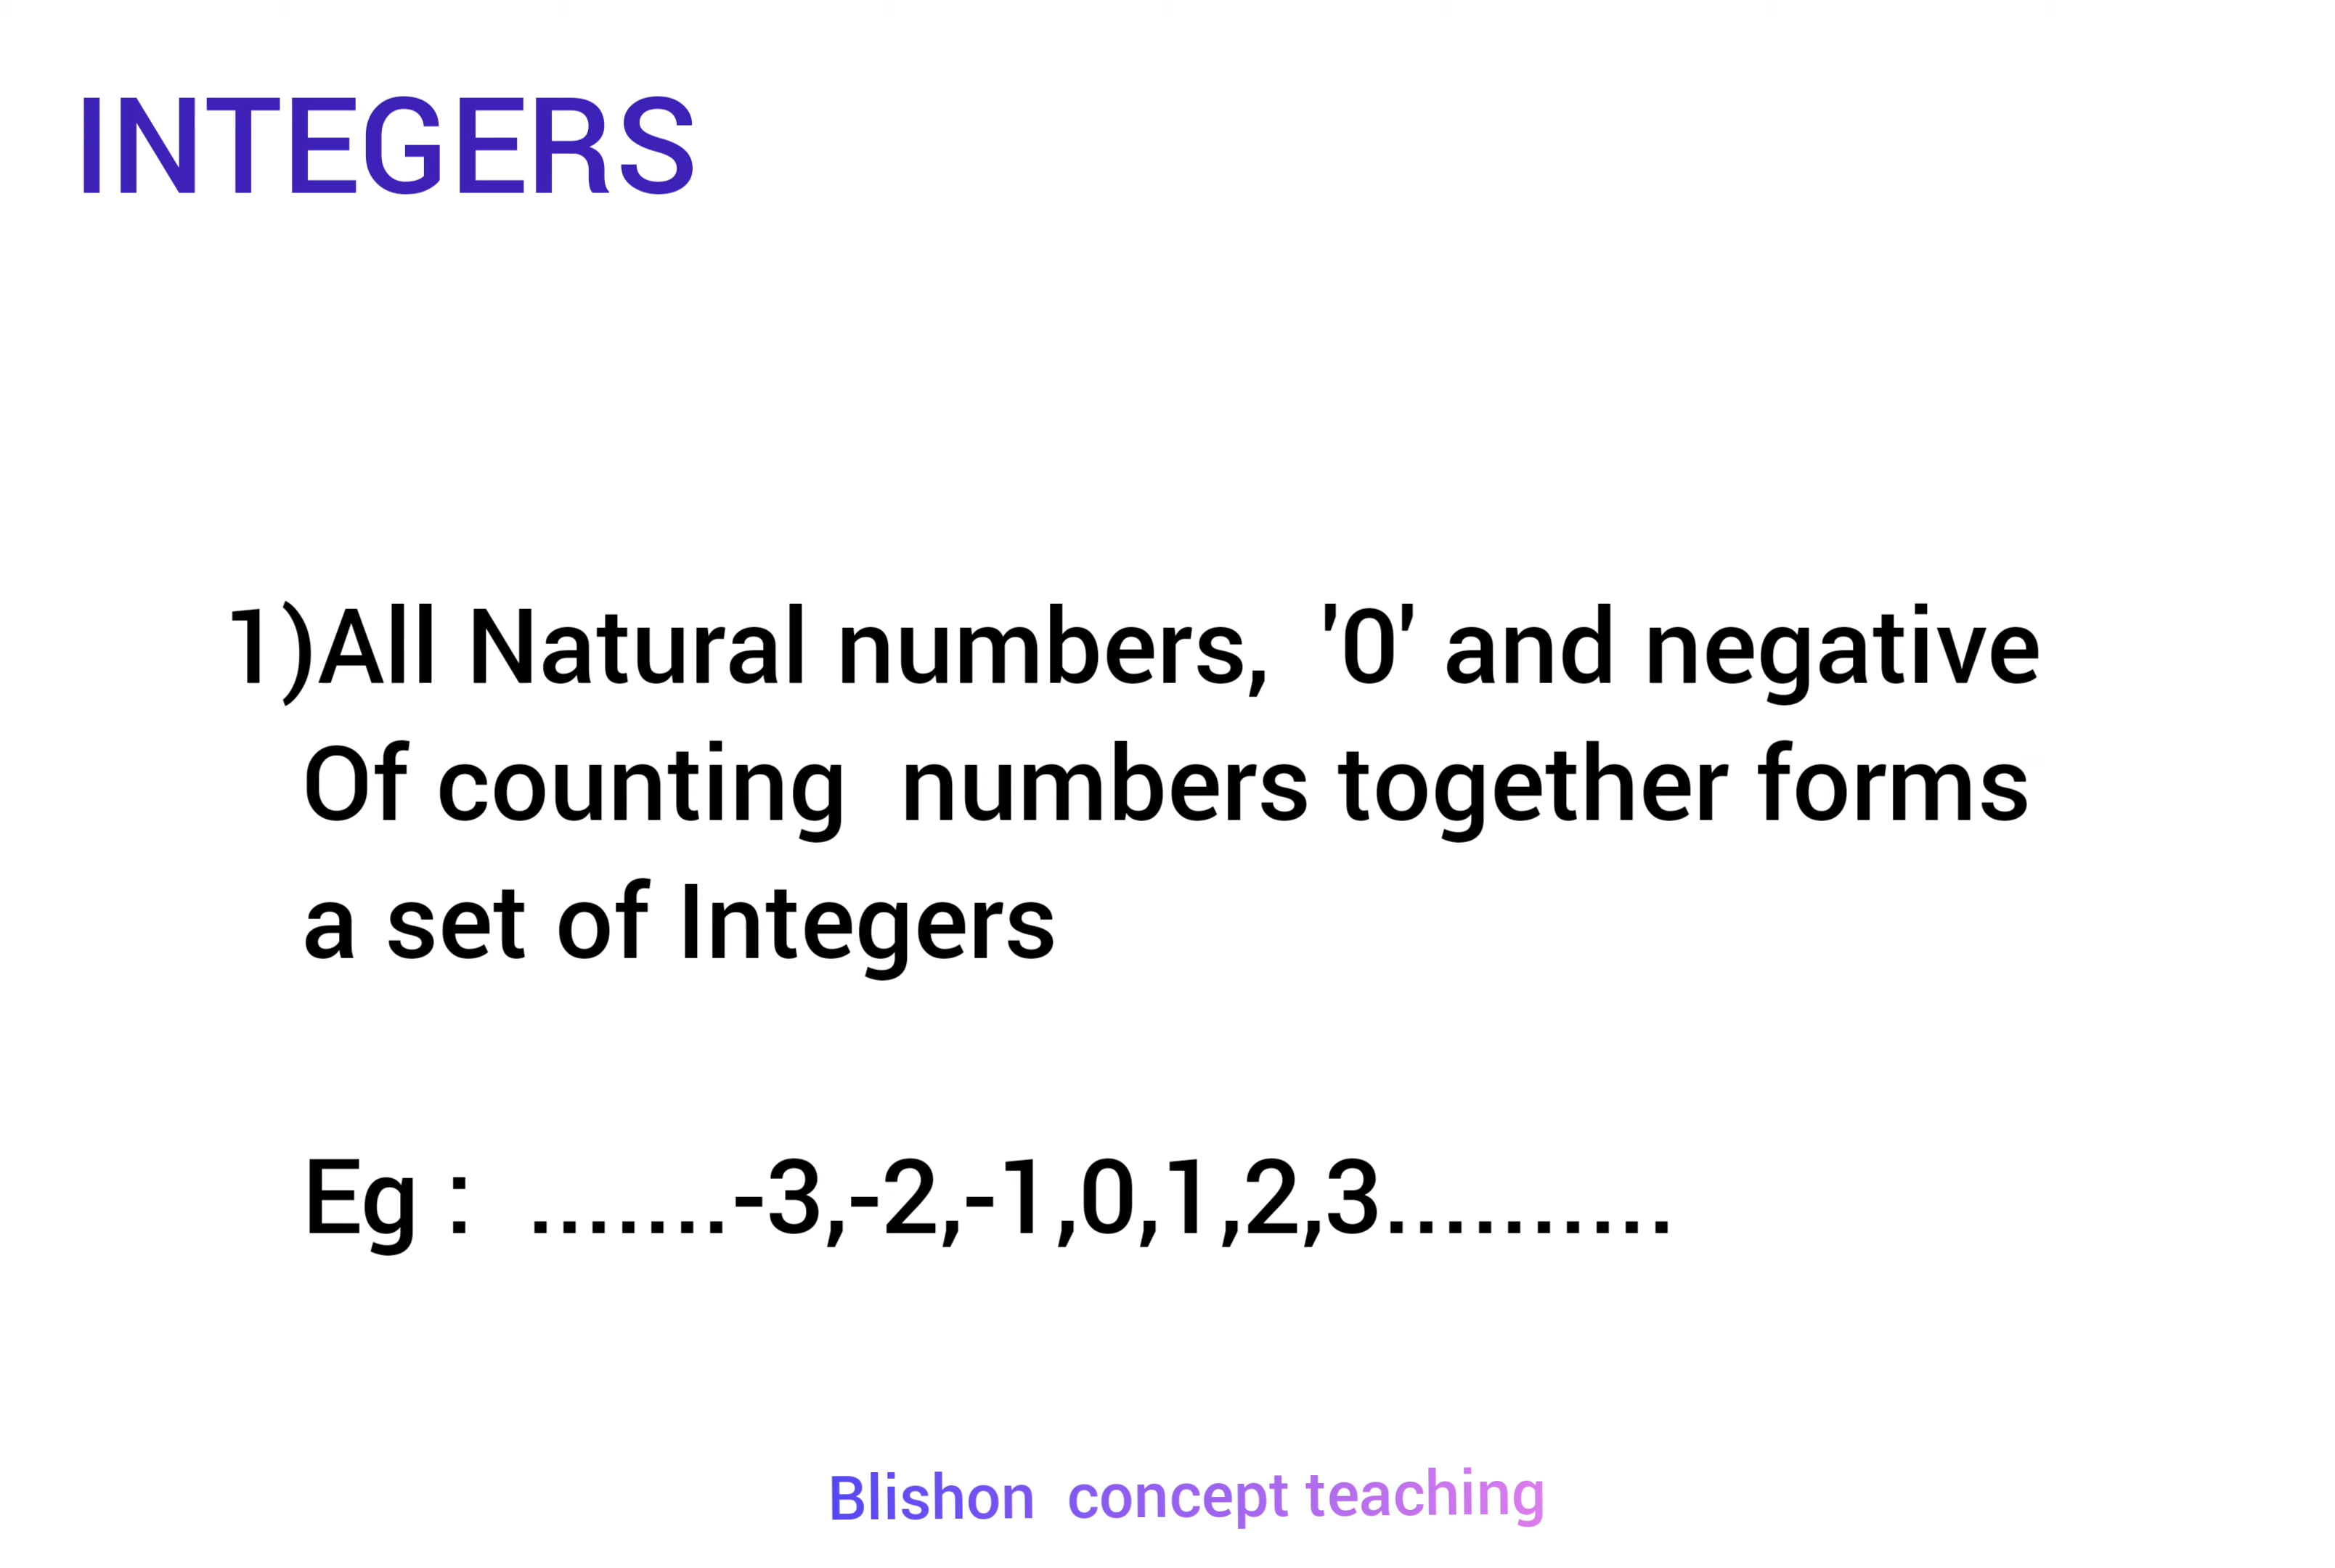 INTEGERS
1)All Natural numbers,  '0' and negative
Of counting  numbers together forms
a set of Integers
Eg :  .......-3,-2,-1,0,1,2,3..........
Blishon  concept teaching